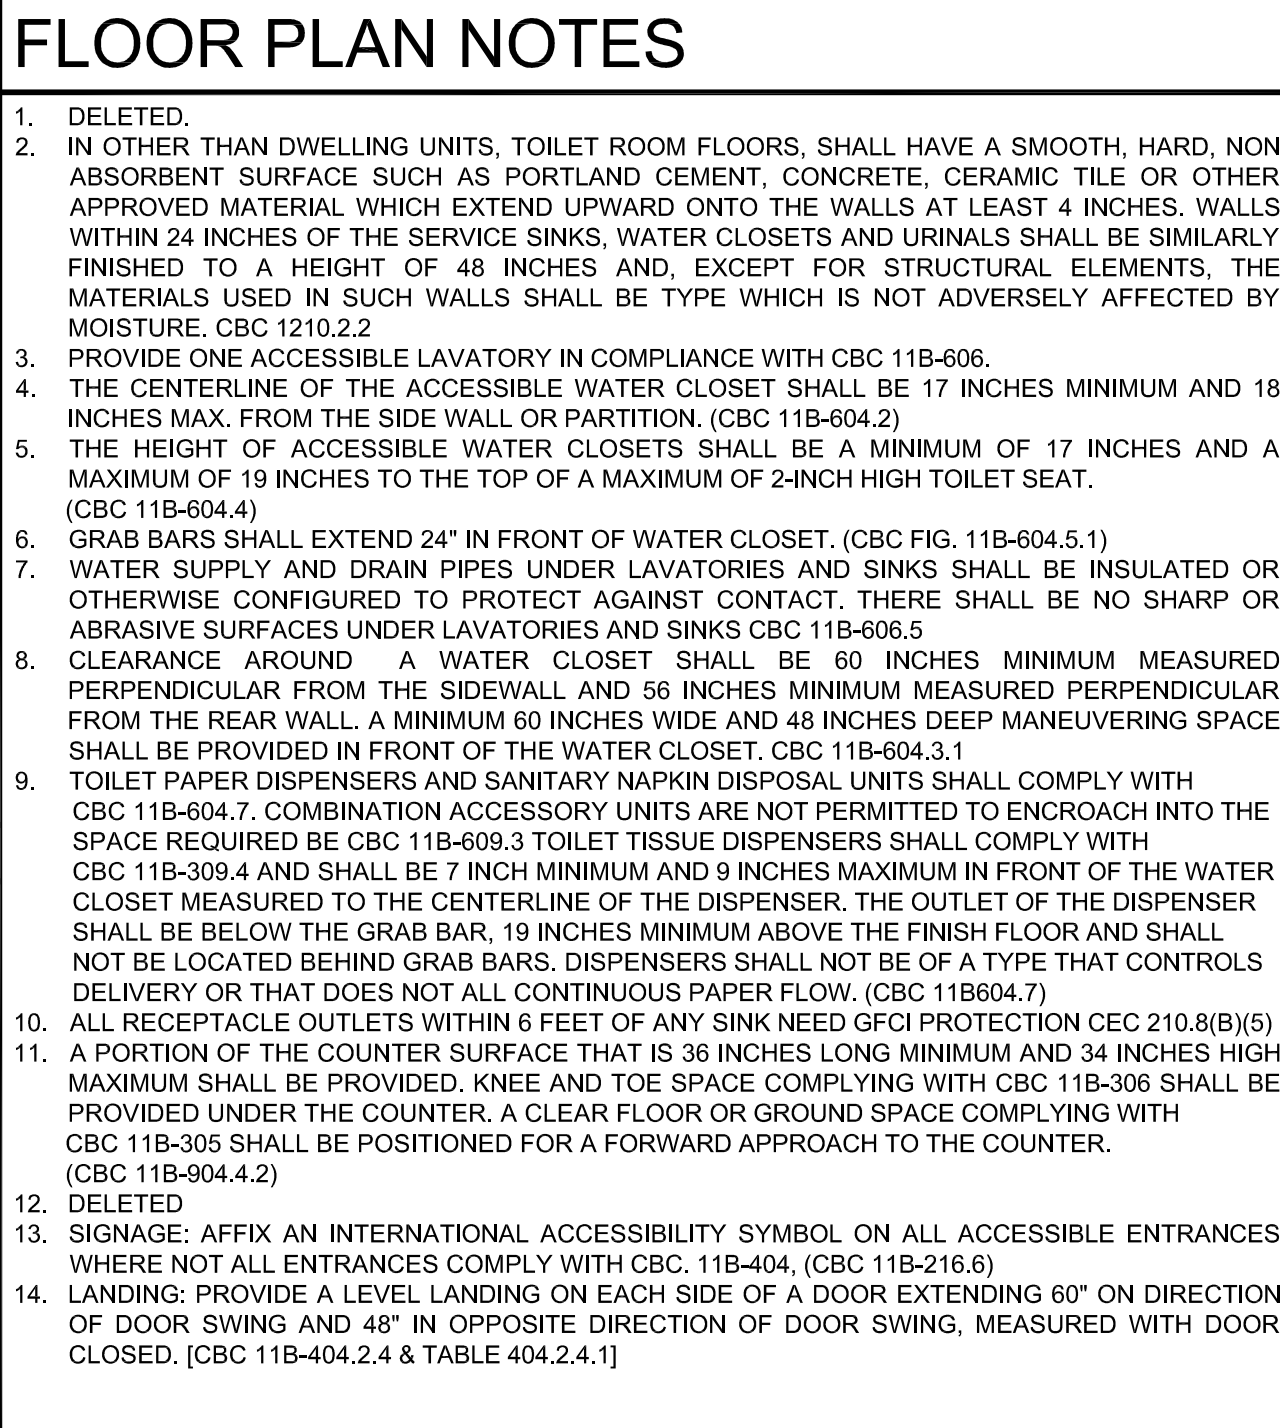 FLOOR PLAN NOTES
1. DELETED.
2. IN OTHER THAN DWELLING UNITS, TOILET ROOM FLOORS, SHALL HAVE A SMOOTH, HARD, NON
ABSORBENT SURFACE SUCH AS PORTLAND CEMENT, CONCRETE, CERAMIC TILE OR OTHER
APPROVED MATERIAL WHICH EXTEND UPWARD ONTO THE WALLS AT LEAST 4 INCHES. WALLS
WITHIN 24 INCHES OF THE SERVICE SINKS, WATER CLOSETS AND URINALS SHALL BE SIMILARLY
FINISHED TO A HEIGHT OF 48 INCHES AND, EXCEPT FOR STRUCTURAL ELEMENTS, THE
MATERIALS USED IN SUCH WALLS SHALL BE TYPE WHICH IS NOT ADVERSELY AFFECTED BY
MOISTURE. CBC 1210.2.2
3. PROVIDE ONE ACCESSIBLE LAVATORY IN COMPLIANCE WITH CBC 11B-606.
4. THE CENTERLINE OF THE ACCESSIBLE WATER CLOSET SHALL BE 17 INCHES MINIMUM AND 18
INCHES MAX. FROM THE SIDE WALL OR PARTITION. (CBC 11B-604.2)
5. THE HEIGHT OF ACCESSIBLE WATER CLOSETS SHALL BE A MINIMUM OF 17 INCHES AND A
MAXIMUM OF 19 INCHES TO THE TOP OF A MAXIMUM OF 2-INCH HIGH TOILET SEAT.
(CBC 11B-604.4)
6. GRAB BARS SHALL EXTEND 24" IN FRONT OF WATER CLOSET. (CBC FIG. 11B-604.5.1)
7. WATER SUPPLY AND DRAIN PIPES UNDER LAVATORIES AND SINKS SHALL BE INSULATED OR
OTHERWISE CONFIGURED TO PROTECT AGAINST CONTACT. THERE SHALL BE NO SHARP OR
ABRASIVE SURFACES UNDER LAVATORIES AND SINKS CBC 11B-606.5
8. CLEARANCE AROUND A WATER CLOSET SHALL BE 60 INCHES MINIMUM MEASURED
PERPENDICULAR FROM THE SIDEWALL AND 56 INCHES MINIMUM MEASURED PERPENDICULAR
FROM THE REAR WALL. A MINIMUM 60 INCHES WIDE AND 48 INCHES DEEP MANEUVERING SPACE
SHALL BE PROVIDED IN FRONT OF THE WATER CLOSET. CBC 11B-604.3.1
9. TOILET PAPER DISPENSERS AND SANITARY NAPKIN DISPOSAL UNITS SHALL COMPLY WITH
CBC 11B-604.7. COMBINATION ACCESSORY UNITS ARE NOT PERMITTED TO ENCROACH INTO THE
SPACE REQUIRED BE CBC 11B-609.3 TOILET TISSUE DISPENSERS SHALL COMPLY WITH
CBC 11B-309.4 AND SHALL BE 7 INCH MINIMUM AND 9 INCHES MAXIMUM IN FRONT OF THE WATER
CLOSET MEASURED TO THE CENTERLINE OF THE DISPENSER. THE OUTLET OF THE DISPENSER
SHALL BE BELOW THE GRAB BAR, 19 INCHES MINIMUM ABOVE THE FINISH FLOOR AND SHALL
NOT BE LOCATED BEHIND GRAB BARS. DISPENSERS SHALL NOT BE OF A TYPE THAT CONTROLS
DELIVERY OR THAT DOES NOT ALL CONTINUOUS PAPER FLOW. (CBC 11B604.7)
10. ALL RECEPTACLE OUTLETS WITHIN 6 FEET OF ANY SINK NEED GFCI PROTECTION CEC 210.8(B)(5)
11. A PORTION OF THE COUNTER SURFACE THAT IS 36 INCHES LONG MINIMUM AND 34 INCHES HIGH
MAXIMUM SHALL BE PROVIDED. KNEE AND TOE SPACE COMPLYING WITH CBC 11B-306 SHALL BE
PROVIDED UNDER THE COUNTER. A CLEAR FLOOR OR GROUND SPACE COMPLYING WITH
CBC 11B-305 SHALL BE POSITIONED FOR A FORWARD APPROACH TO THE COUNTER.
(CBC 11B-904.4.2)
12. DELETED
13. SIGNAGE: AFFIX AN INTERNATIONAL ACCESSIBILITY SYMBOL ON ALL ACCESSIBLE ENTRANCES
WHERE NOT ALL ENTRANCES COMPLY WITH CBC. 11B-404, (CBC 11B-216.6)
14. LANDING: PROVIDE A LEVEL LANDING ON EACH SIDE OF A DOOR EXTENDING 60" ON DIRECTION
OF DOOR SWING AND 48" IN OPPOSITE DIRECTION OF DOOR SWING, MEASURED WITH DOOR
CLOSED. [CBC 11B-404.2.4 & TABLE 404.2.4.1]